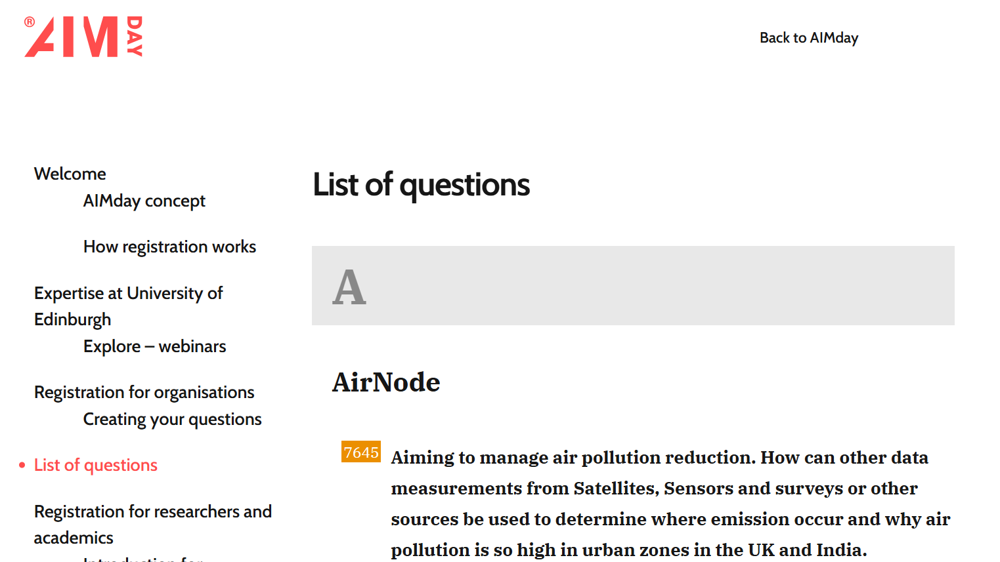 ® AIM DAY
Back to AIMday
Welcome
AIMday concept
How registration works
Expertise at University of
Edinburgh
Explore – webinars
Registration for organisations
Creating your questions
List of questions
Registration for researchers and
academics
Introduction for
List of questions
A
AirNode
7645
Aiming to manage air pollution reduction. How can other data
measurements from Satellites, Sensors and surveys or other
sources be used to determine where emission occur and why air
pollution is so high in urban zones in the UK and India.